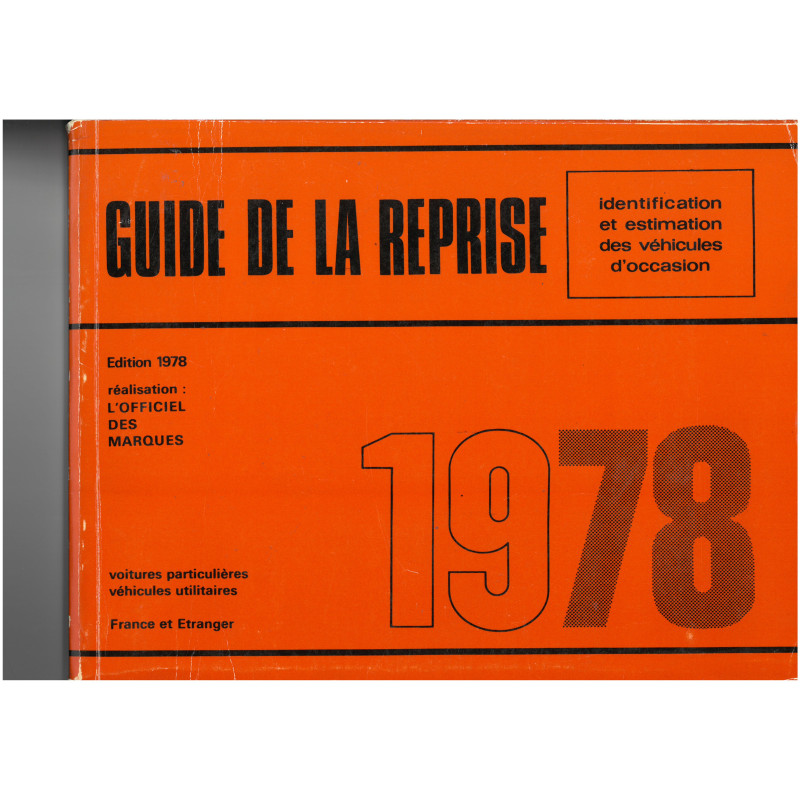 GUIDE DE LA REPRISE
identification
et estimation
des véhicules
d'occasion
Edition 1978
réalisation :
L'OFFICIEL
DES
MARQUES
1978
voitures particulières
véhicules utilitaires
France et Etranger